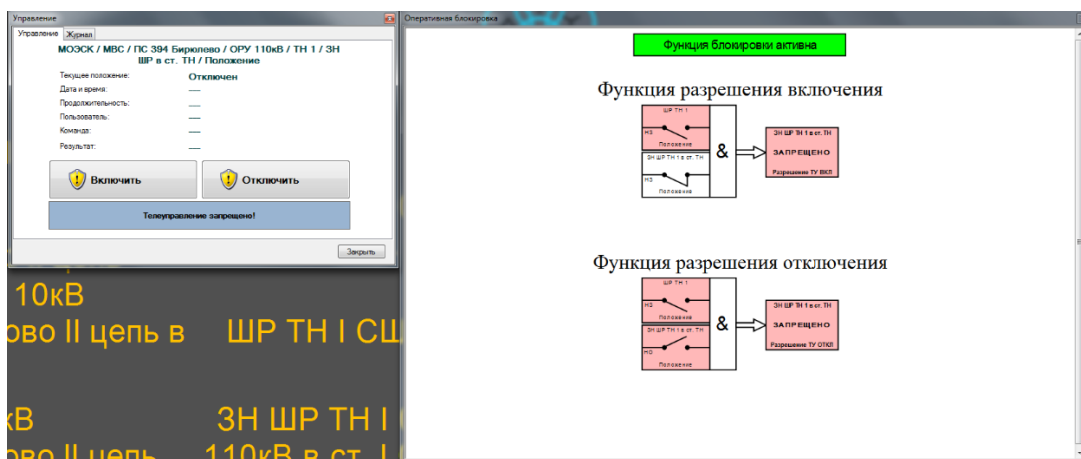 Управление
Управление
Журнал
МОЭСК / МВС / ПС 394 Бирюлево / ОРУ 110кВ / ТН 1 / ЗН
ШР в ст. ТН / Положение
Текущее положение: Отключен
Дата и время: —
Продолжительность: —
Пользователь: —
Команда: —
Результат: —
Включить
Отключить
Телеуправление запрещено!
Закрыть
10кВ
ово II цепь в ШР ТН I СШ
кВ ЗН ШР ТН I
ово II цепь 110кВ в ст.
Оперативная блокировка
Функция блокировки активна
Функция разрешения включения
ШР ТН 1
НЗ
Положение
ЗН ШР ТН 1 в ст. ТН
НЗ
Положение
&
ЗН ШР ТН 1 в ст. ТН
ЗАПРЕЩЕНО
Разрешение ТУ ВКЛ
Функция разрешения отключения
ШР ТН 1
НЗ
Положение
ЗН ШР ТН 1 в ст. ТН
НО
Положение
&
ЗН ШР ТН 1 в ст. ТН
ЗАПРЕЩЕНО
Разрешение ТУ ОТКЛ